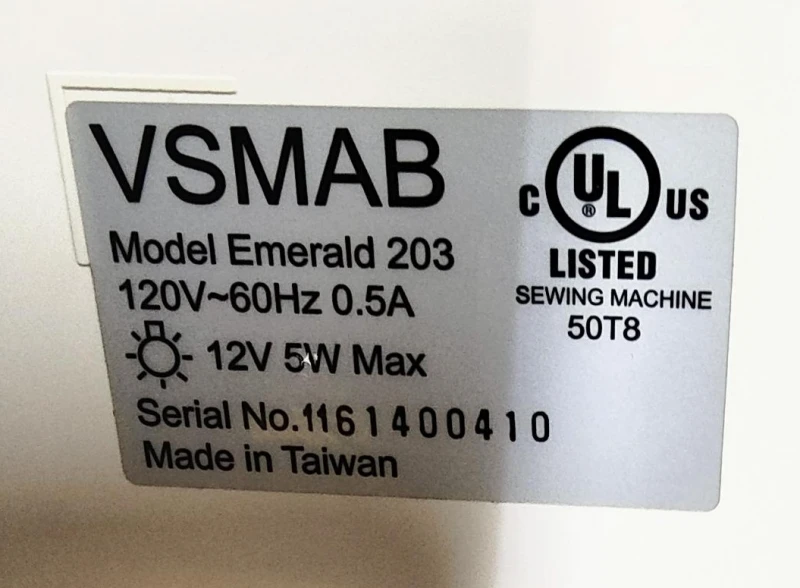 VSMAB
Model Emerald 203
120V~60Hz 0.5A
12V 5W Max
Serial No.1161400410
Made in Taiwan
C UL ® US
LISTED
SEWING MACHINE
50T8